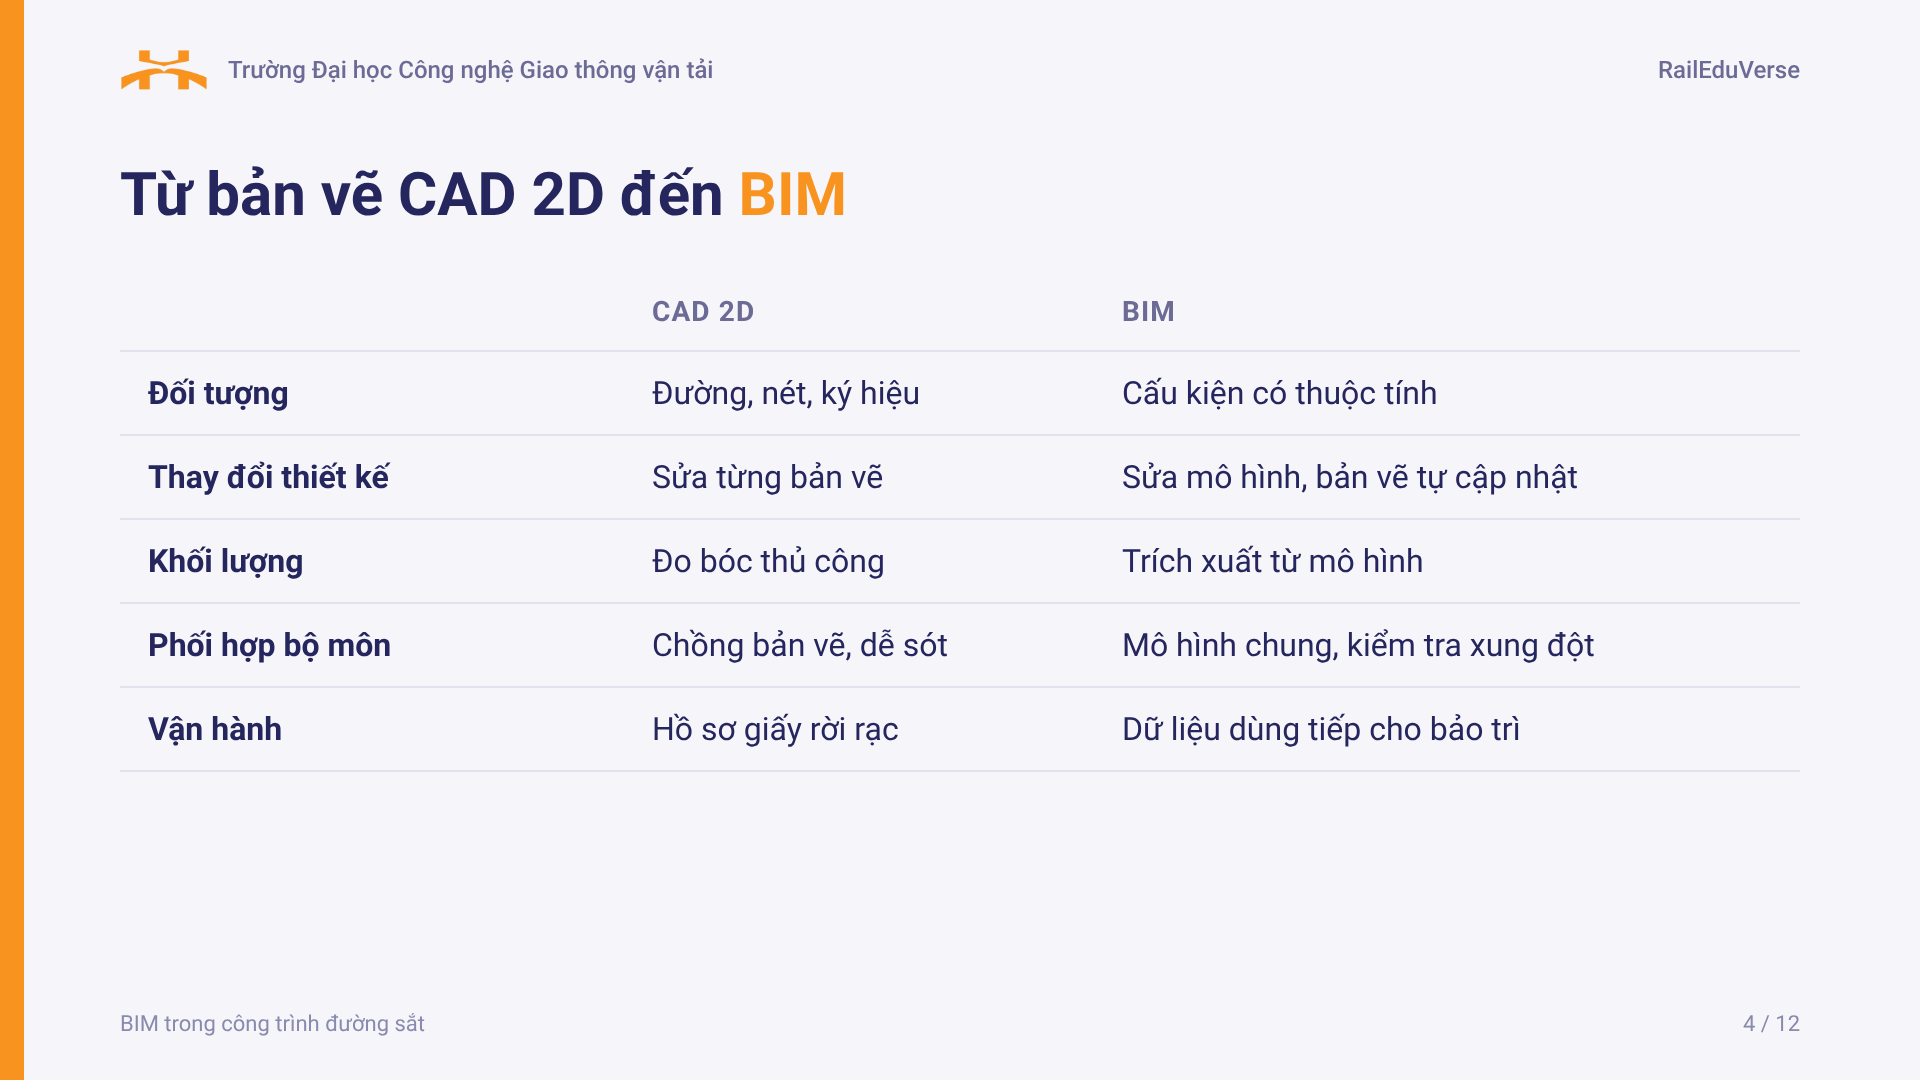 Trường Đại học Công nghệ Giao thông vận tải
RailEduVerse
Từ bản vẽ CAD 2D đến BIM
CAD 2D BIM
Đối tượng Đường, nét, ký hiệu Cấu kiện có thuộc tính
Thay đổi thiết kế Sửa từng bản vẽ Sửa mô hình, bản vẽ tự cập nhật
Khối lượng Đo bóc thủ công Trích xuất từ mô hình
Phối hợp bộ môn Chồng bản vẽ, dễ sót Mô hình chung, kiểm tra xung đột
Vận hành Hồ sơ giấy rời rạc Dữ liệu dùng tiếp cho bảo trì
BIM trong công trình đường sắt
4 / 12